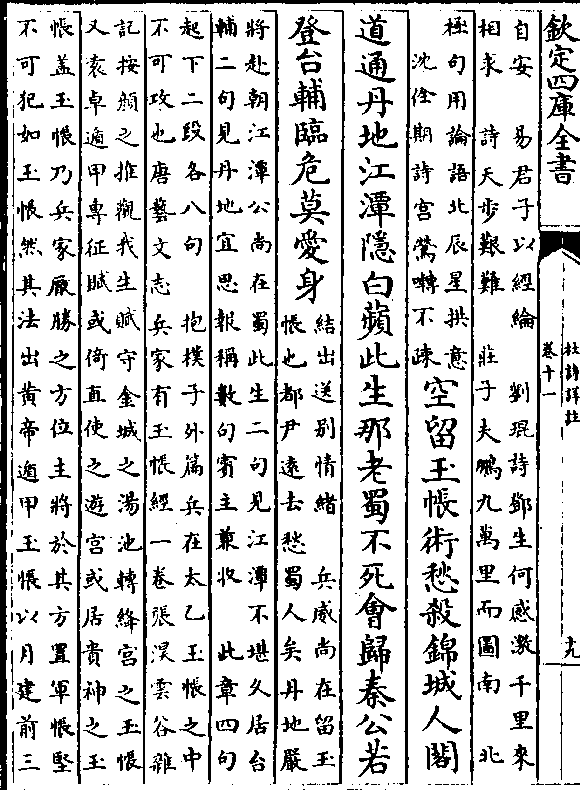 欽定四庫全書
杜詩詳註
卷十一
十九
自安　易君子以經綸　劉琨詩鄧生何感激千里來
相求　詩天步艱難　莊子夫鵬九萬里而圖南　北
極句用論語北辰星拱意
沈佺期詩宮鶯囀不疎
空留玉帳術愁殺錦城人閣
道通丹地江潭隱白蘋此生那老蜀不死會歸秦公若
登台輔臨危莫愛身
結出送別情緒　兵威尚在留玉
帳也都尹遠去愁蜀人矣丹地嚴
將赴朝江潭公尚在蜀此生二句見江潭不堪久居台
輔二句見丹地宜思報稱數句賓主兼收　此章四句
起下二段各八句　抱樸子外篇兵在太乙玉帳之中
不可攻也唐藝文志兵家有玉帳經一卷張淏雲谷雜
記按顏之推觀我生賦守金城之湯池轉絳宮之玉帳
又袁卓遁甲專征賦或倚直使之遊宮或居貴神之玉
帳蓋玉帳乃兵家厭勝之方位主將於其方置軍帳堅
不可犯如玉帳然其法出黃帝遁甲玉帳以月建前三